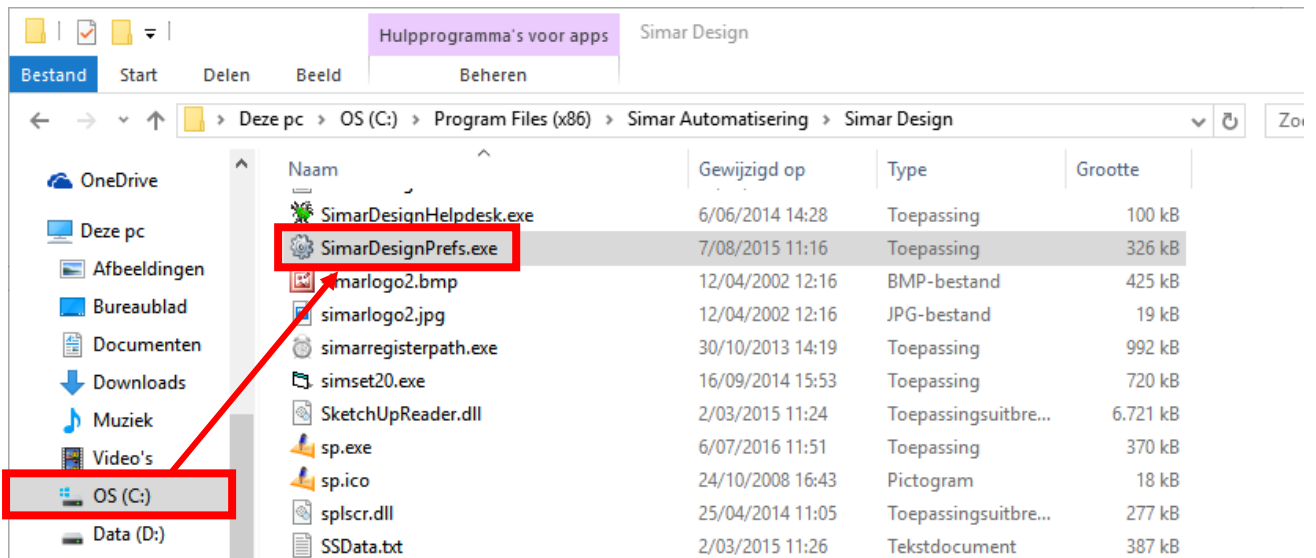 Hulpprogramma's voor apps Simar Design
Bestand Start Delen Beeld Beheren
Deze pc > OS (C:) > Program Files (x86) > Simar Automatisering > Simar Design
Naam Gewijzigd op Type Grootte
OneDrive
Deze pc
Afbeeldingen
Bureaublad
Documenten
Downloads
Muziek
Video's
OS (C:)
Data (D:)
SimarDesignHelpdesk.exe 6/06/2014 14:28 Toepassing 100 kB
SimarDesignPrefs.exe 7/08/2015 11:16 Toepassing 326 kB
simarlogo2.bmp 12/04/2002 12:16 BMP-bestand 425 kB
simarlogo2.jpg 12/04/2002 12:16 JPG-bestand 19 kB
simarregisterpath.exe 30/10/2013 14:19 Toepassing 992 kB
simset20.exe 16/09/2014 15:53 Toepassing 720 kB
SketchUpReader.dll 2/03/2015 11:24 Toepassingsuitbre... 6.721 kB
sp.exe 6/07/2016 11:51 Toepassing 370 kB
sp.ico 24/10/2008 16:43 Pictogram 18 kB
splscr.dll 25/04/2014 11:05 Toepassingsuitbre... 277 kB
SSData.txt 2/03/2015 11:26 Tekstdocument 387 kB